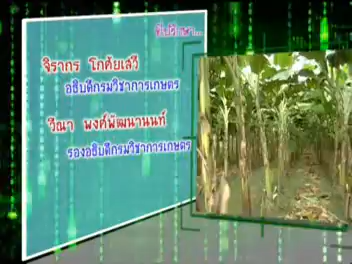 ที่ปรึกษา...
จิรากร โกศัยเสวี
อธิบดีกรมวิชาการเกษตร
วีณา พงศ์พัฒนานนท์
รองอธิบดีกรมวิชาการเกษตร